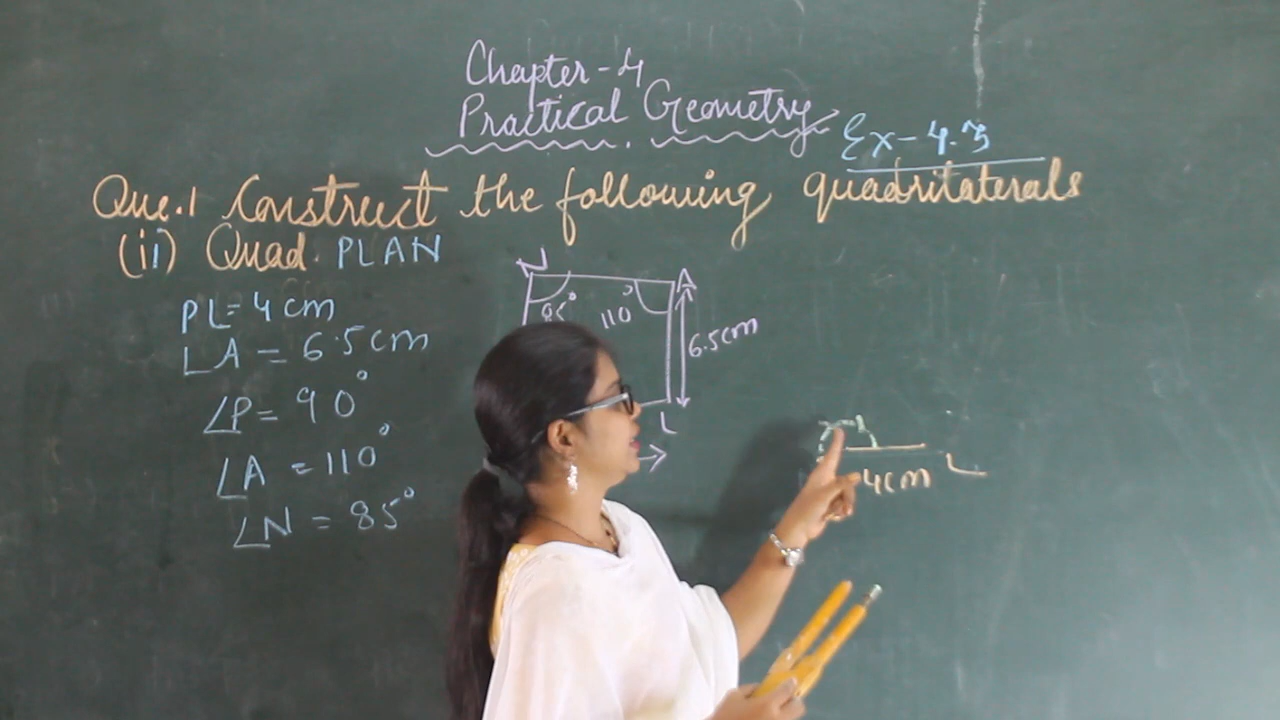 Chapter-4
Practical Geometry
Ex-4.3
Que.1 Construct the following quadritaterals
(ii) Quad. PLAN
PL=4cm
LA = 6.5cm
∠P= 90°
∠A =110°
∠N = 85°
N A
85° 110°
6.5cm
L
4cm L